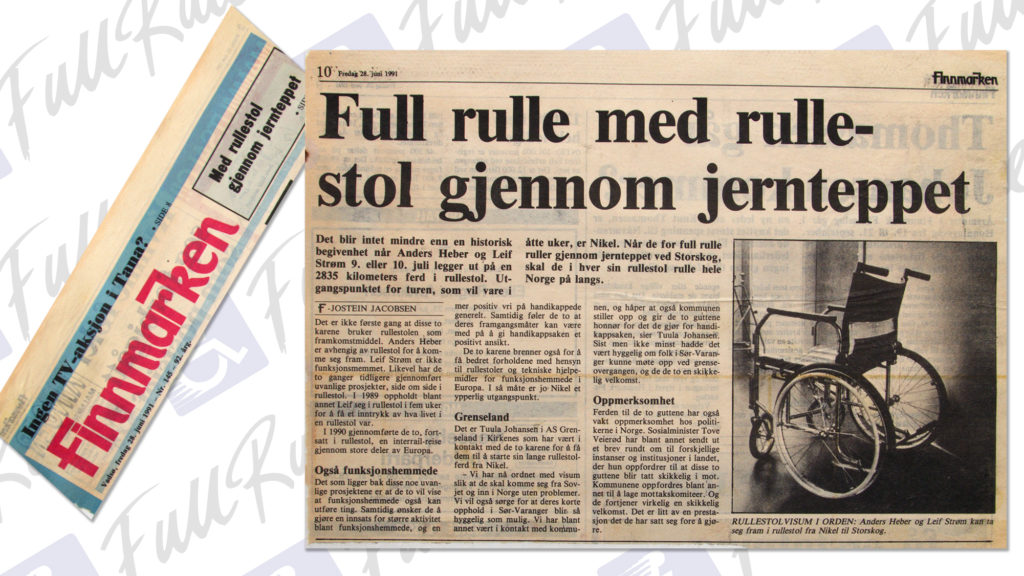 Ingen TV-aksjon i Tana?
• SIDE 8
Med rullestol
gjennom jernteppet
Finnmarken
Vadsø, fredag 28. juni 1991 – Nr. 145 – 92. årg.
10 Fredag 28. juni 1991
Finnmarken
Full rulle med rulle-
stol gjennom jernteppet
Det blir intet mindre enn en historisk
begivenhet når Anders Heber og Leif
Strøm 9. eller 10. juli legger ut på en
2835 kilometers ferd i rullestol. Ut-
gangspunktet for turen, som vil vare i
åtte uker, er Nikel. Når de for full rulle
ruller gjennom jernteppet ved Storskog,
skal de i hver sin rullestol rulle hele
Norge på langs.
F -JOSTEIN JACOBSEN
Det er ikke første gang at disse to
karene bruker rullestolen som
framkomstmiddel. Anders Heber
er avhengig av rullestol for å kom-
me seg fram. Leif Strøm er ikke
funksjonsmemmet. Likevel har de
to ganger tidligere gjennomført
uvanlige prosjekter, side om side i
rullestol. I 1989 oppholdt blant
annet Leif seg i rullestol i fem uker
for å få et inntrykk av hva livet i
en rullestol var.
I 1990 gjennomførte de to, fort-
satt i rullestol, en interrail-reise
gjennom store deler av Europa.
Også funksjonshemmede
Det som ligger bak disse noe uvan-
lige prosjektene er at de to vil vise
at funksjonshemmede også kan
utføre ting. Samtidig ønsker de å
gjøre en innsats for større aktivitet
blant funksjonshemmede, og en
mer positiv vri på handikappede
generelt. Samtidig føler de to at
deres framgangsmåter kan være
med på å gi handikapsaken et
positivt ansikt.
De to karene brenner også for å
få bedret forholdene med hensyn
til rullestoler og tekniske hjelpe-
midler for funksjonshemmede i
Europa. I så måte er jo Nikel et
ypperlig utgangspunkt.
Grenseland
Det er Tuula Johansen i AS Gren-
seland i Kirkenes som har vært i
kontakt med de to karene for å få
dem til å starte sin lange rullestol-
ferd fra Nikel.
– Vi har nå ordnet med visum
slik at de skal komme seg fra Sov-
jet og inn i Norge uten problemer.
Vi vil også sørge for at deres korte
opphold i Sør-Varanger blir så
hyggelig som mulig. Vi har blant
annet vært i kontakt med kommu-
nen, og håper at også kommunen
stiller opp og gir de to guttene
honnør for det de gjør for handi-
kappsaken, sier Tuula Johansen.
Sist men ikke minst hadde det
vært hyggelig om folk i Sør-Varan-
ger kunne møte opp ved grense-
overgangen, og de de to en skikke-
lig velkomst.
Oppmerksomhet
Ferden til de to guttene har også
vakt oppmerksomhet hos politi-
kerne i Norge. Sosialminister Tove
Veierød har blant annet sendt ut
et brev rundt om til forskjellige
instanser og institusjoner i landet,
der hun oppfordrer til at disse to
guttene blir tatt skikkelig i mot.
Kommunene oppfordres blant an-
net til å lage mottakskomiteer. Og
de fortjener virkelig en skikkelig
velkomst. Det er litt av en presta-
sjon det de har satt seg fore å gjø-
re.
RULLESTOLVISUM I ORDEN: Anders Heber og Leif Strøm kan ta
seg fram i rullestol fra Nikel til Storskog.